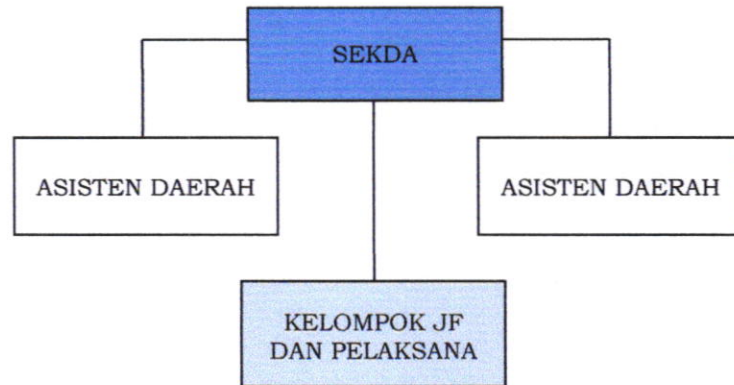 SEKDA
ASISTEN DAERAH
ASISTEN DAERAH
KELOMPOK JF
DAN PELAKSANA